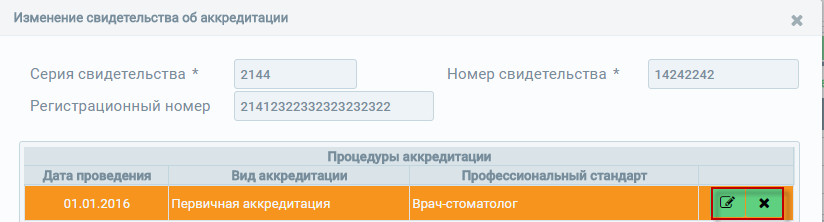 Изменение свидетельства об аккредитации
Серия свидетельства * 2144 Номер свидетельства * 14242242
Регистрационный номер 21412322332323232322
Процедуры аккредитации
Дата проведения Вид аккредитации Профессиональный стандарт
01.01.2016 Первичная аккредитация Врач-стоматолог